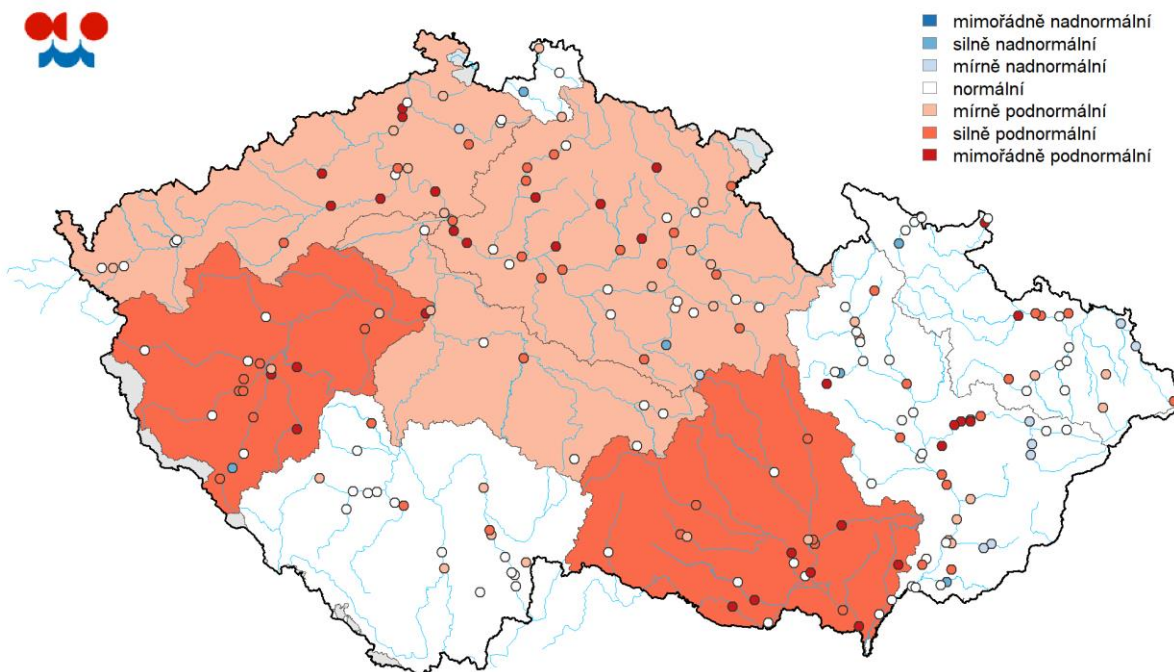 mimořádně nadnormální
silně nadnormální
mírně nadnormální
normální
mírně podnormální
silně podnormální
mimořádně podnormální